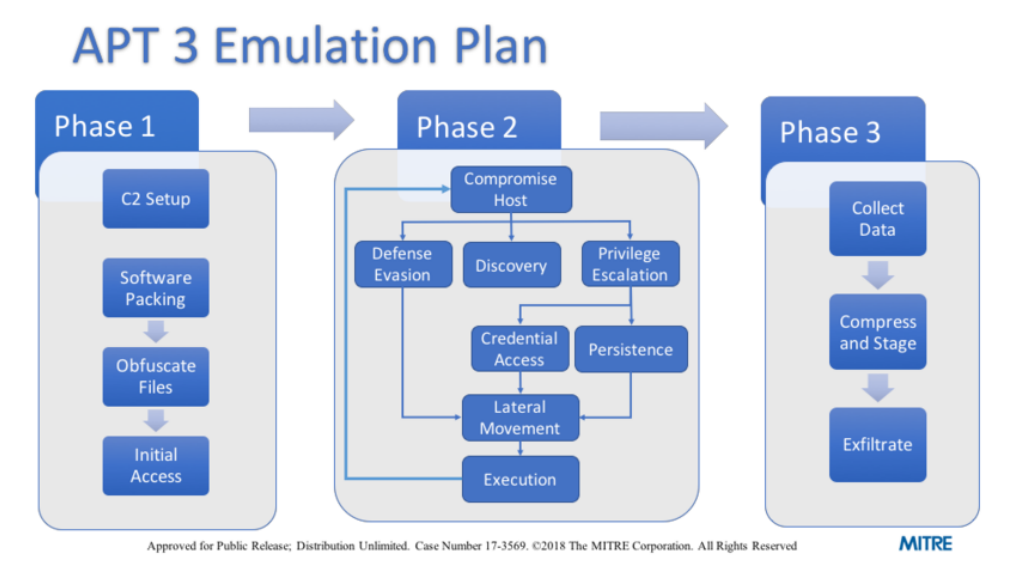 APT 3 Emulation Plan
Phase 1
C2 Setup
Software
Packing
Obfuscate
Files
Initial
Access
Phase 2
Compromise
Host
Defense
Evasion
Discovery
Privilege
Escalation
Credential
Access
Persistence
Lateral
Movement
Execution
Phase 3
Collect
Data
Compress
and Stage
Exfiltrate
Approved for Public Release; Distribution Unlimited. Case Number 17-3569. ©2018 The MITRE Corporation. All Rights Reserved
MITRE